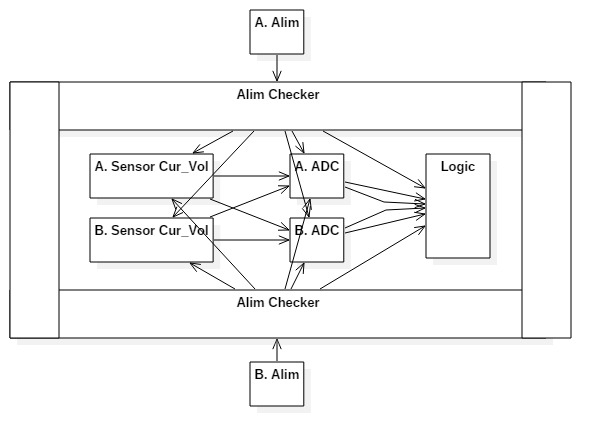 A. Alim
Alim Checker
A. Sensor Cur_Vol
A. ADC
Logic
B. Sensor Cur_Vol
B. ADC
Alim Checker
B. Alim